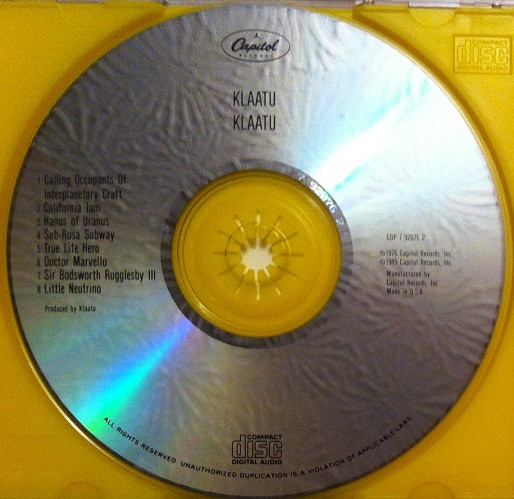 Capitol
RECORDS
COMPACT
disc
DIGITAL AUDIO
KLAATU
KLAATU
1 Calling Occupants Of
Interplanetary Craft
2 California Jam
3 Hanus of Uranus
4 Sub-Rosa Subway
5 True Life Hero
6 Doctor Marvello
7 Sir Bodsworth Rugglesby III
8 Little Neutrino
Produced by Klaatu
CDP 7 92875 2
℗1976 Capitol Records, Inc.
©1989 Capitol Records, Inc.
Manufactured by
Capitol Records, Inc.
Made in U.S.A.
COMPACT
disc
DIGITAL AUDIO
ALL RIGHTS RESERVED. UNAUTHORIZED DUPLICATION IS A VIOLATION OF APPLICABLE LAWS.